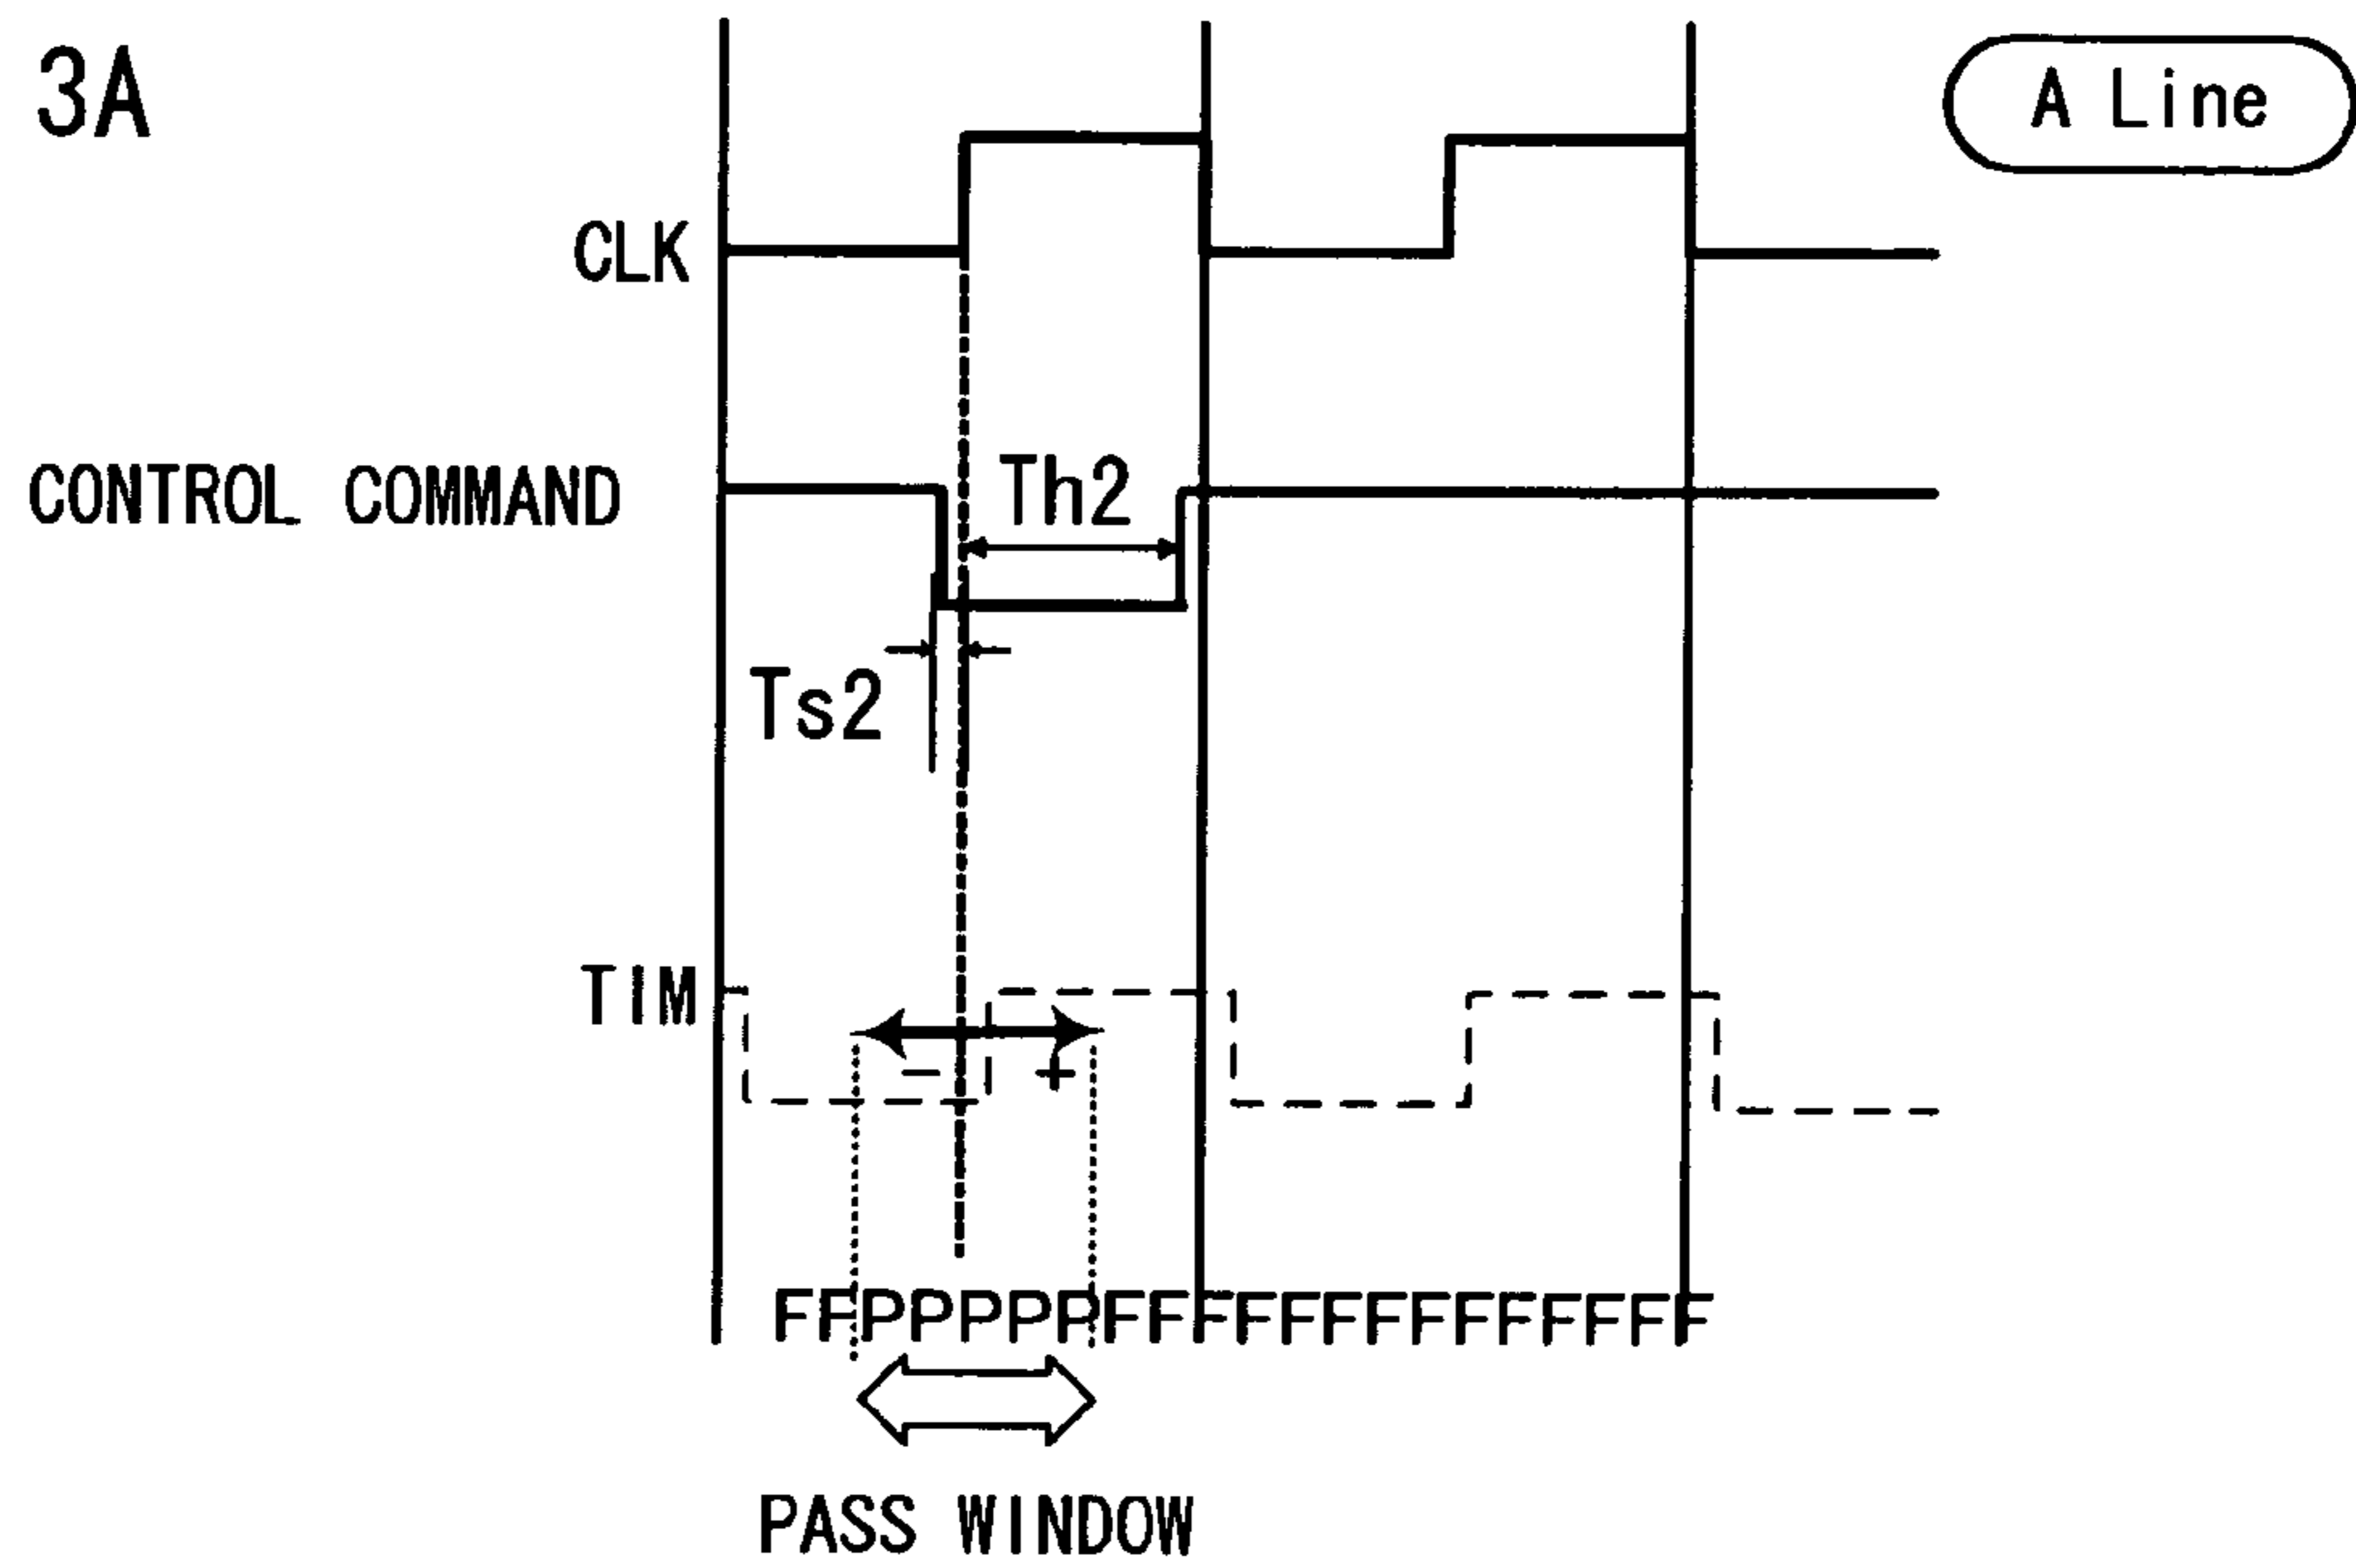 3A
A Line
CLK
CONTROL COMMAND
Th2
Ts2
TIM
- +
FFPPPPPFFFFFFFFFFFFFF
PASS WINDOW